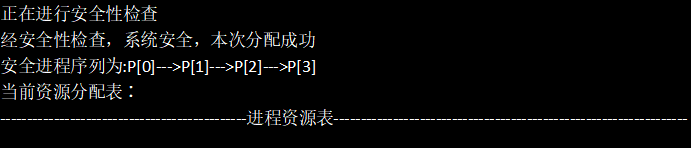 正在进行安全性检查
经安全性检查，系统安全，本次分配成功
安全进程序列为:P[0]--->P[1]--->P[2]--->P[3]
当前资源分配表：
---------------------------------------------进程资源表-----------------------------------------------------------------